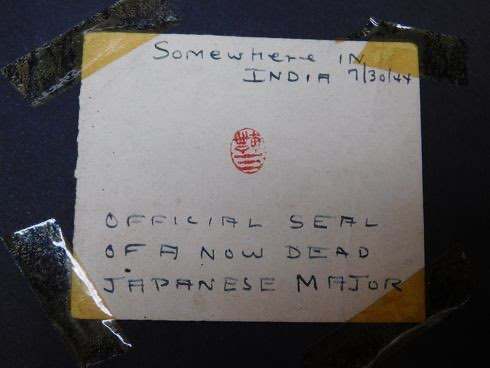 Somewhere IN
INDIA 7/30/44
OFFICIAL SEAL
OF A NOW DEAD
JAPANESE MAJOR